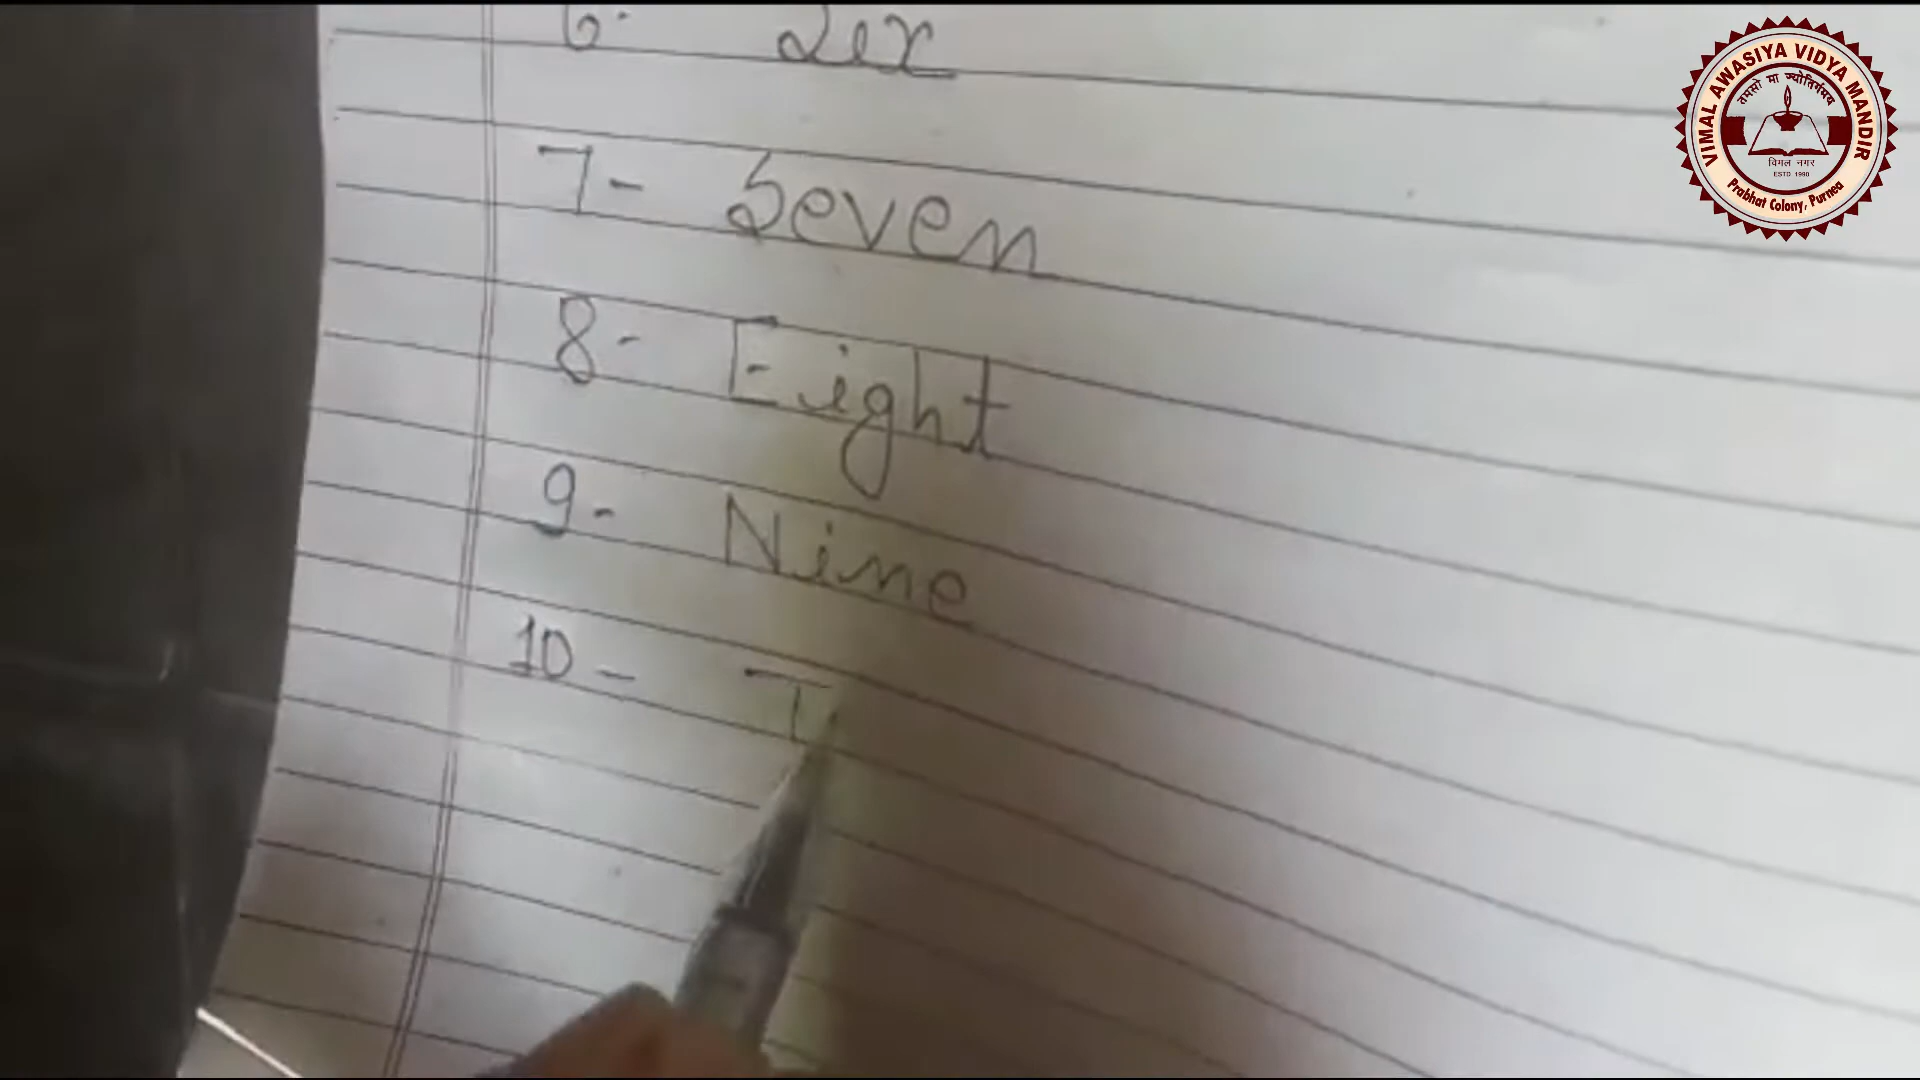 6. Six
7- Seven
8- Eight
9- Nine
10- T
VIMAL AWASIYA VIDYA MANDIR
तमसो मा ज्योतिर्गमय
विमल नगर
ESTD 1990
Prabhat Colony, Purnea